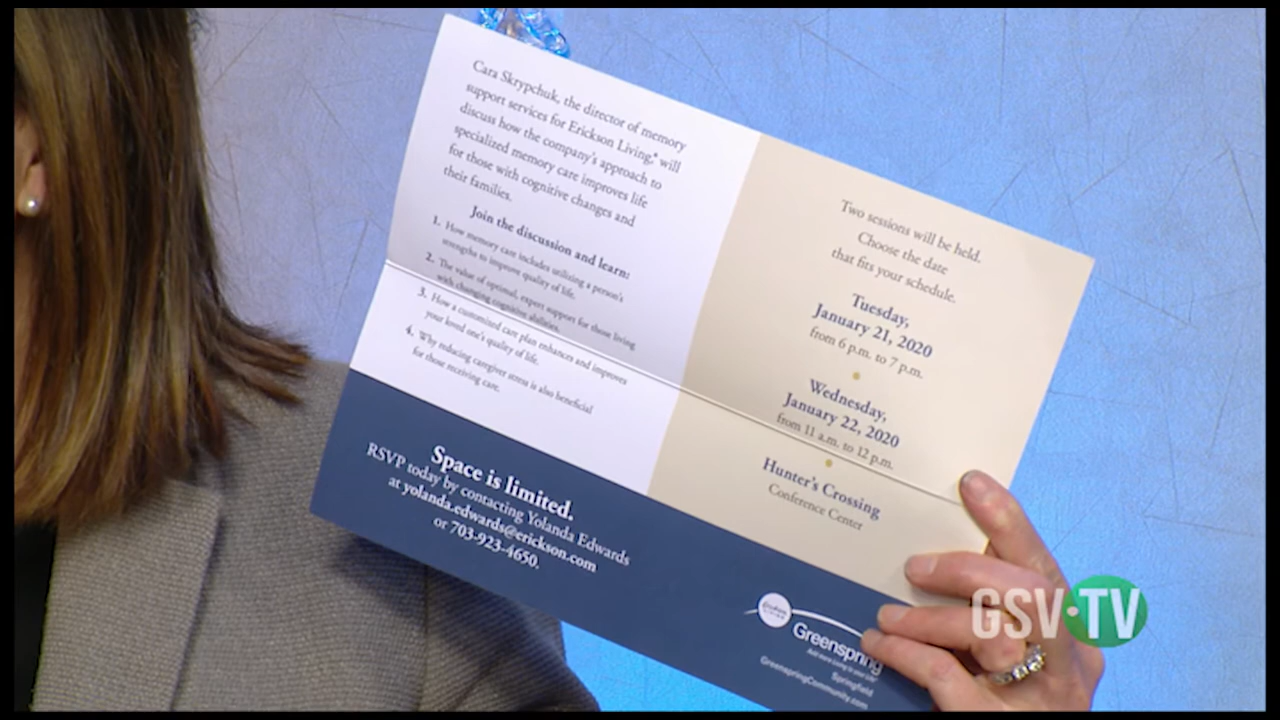 Cara Skrypchuk, the director of memory
support services for Erickson Living,® will
discuss how the company's approach to
specialized memory care improves life
for those with cognitive changes and
their families.
Join the discussion and learn:
1. How memory care includes utilizing a person's
strengths to improve quality of life.
2. The value of optional, expert support for those living
with changing cognitive abilities.
3. How a customized care plan enhances and improves
your loved one's quality of life.
4. Why reducing caregiver stress is also beneficial
for those receiving care.
Space is limited.
RSVP today by contacting Yolanda Edwards
at yolanda.edwards@erickson.com
or 703-923-4650.
Two sessions will be held.
Choose the date
that fits your schedule.
Tuesday,
January 21, 2020
from 6 p.m. to 7 p.m.
Wednesday,
January 22, 2020
from 11 a.m. to 12 p.m.
Hunter's Crossing
Conference Center
Greenspring
Springfield
GreenspringCommunity.com
GSV·TV